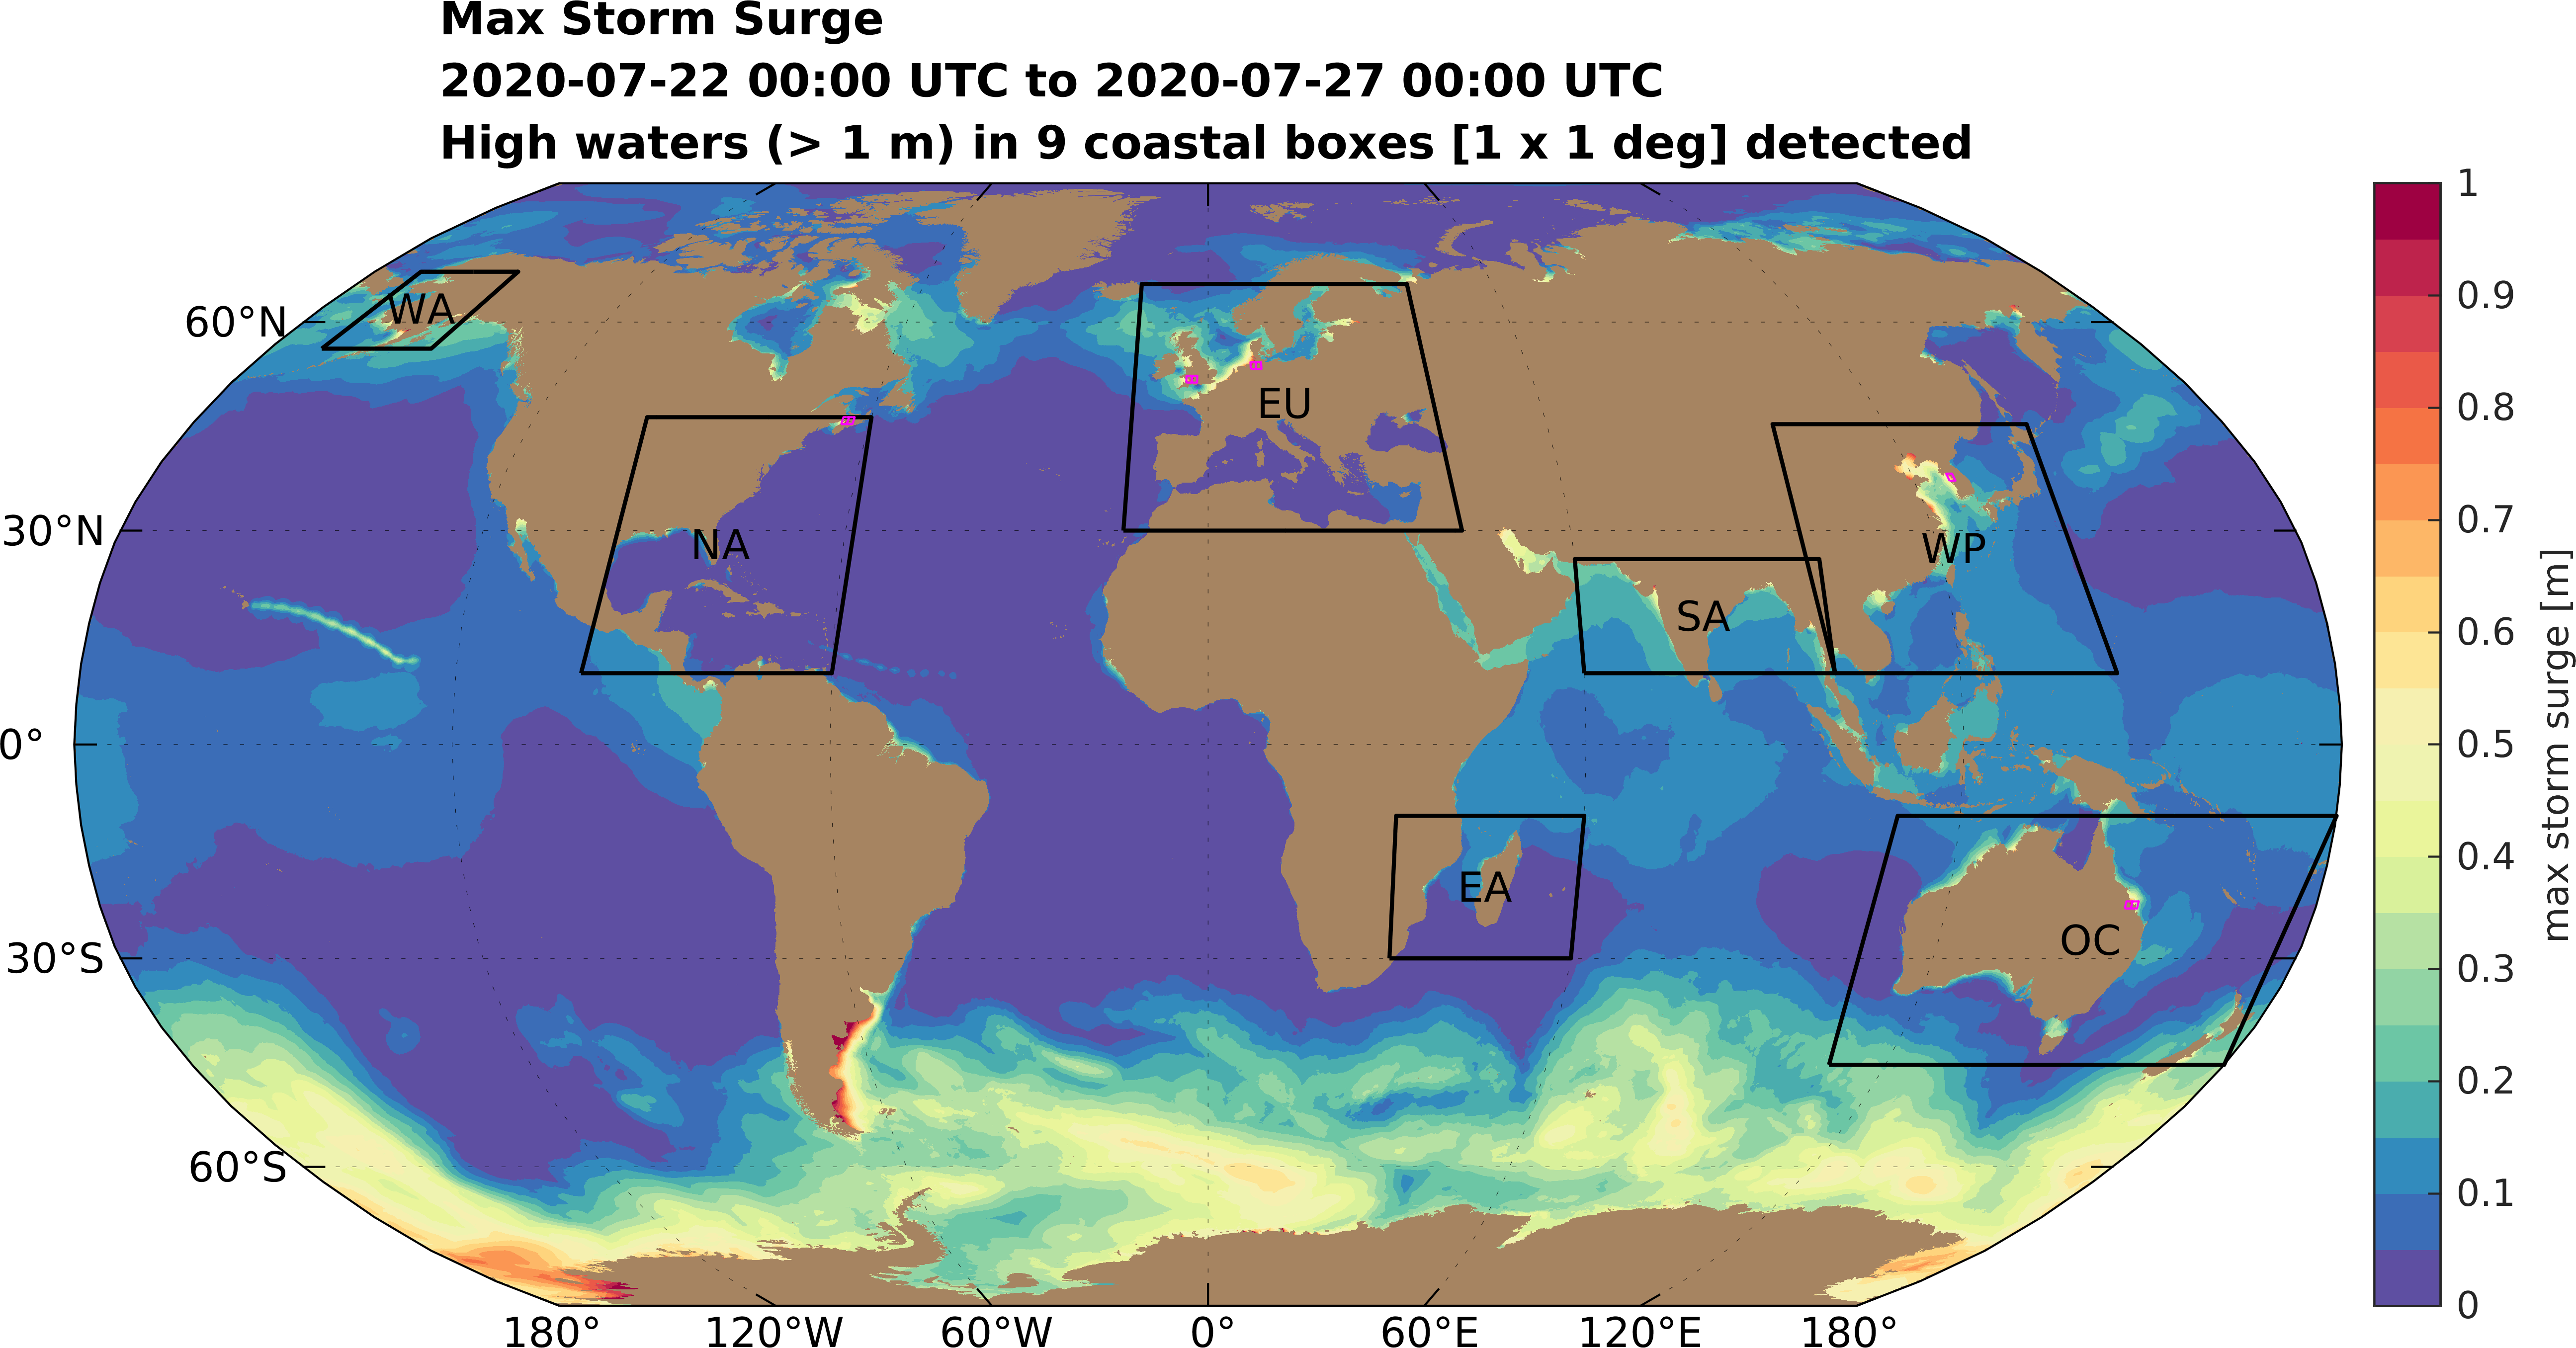 Max Storm Surge
2020-07-22 00:00 UTC to 2020-07-27 00:00 UTC
High waters (> 1 m) in 9 coastal boxes [1 x 1 deg] detected
60°N
30°N
0°
30°S
60°S
WA
NA
EU
SA
WP
EA
OC
180°
120°W
60°W
0°
60°E
120°E
180°
1
0.9
0.8
0.7
0.6
0.5
0.4
0.3
0.2
0.1
0
max storm surge [m]